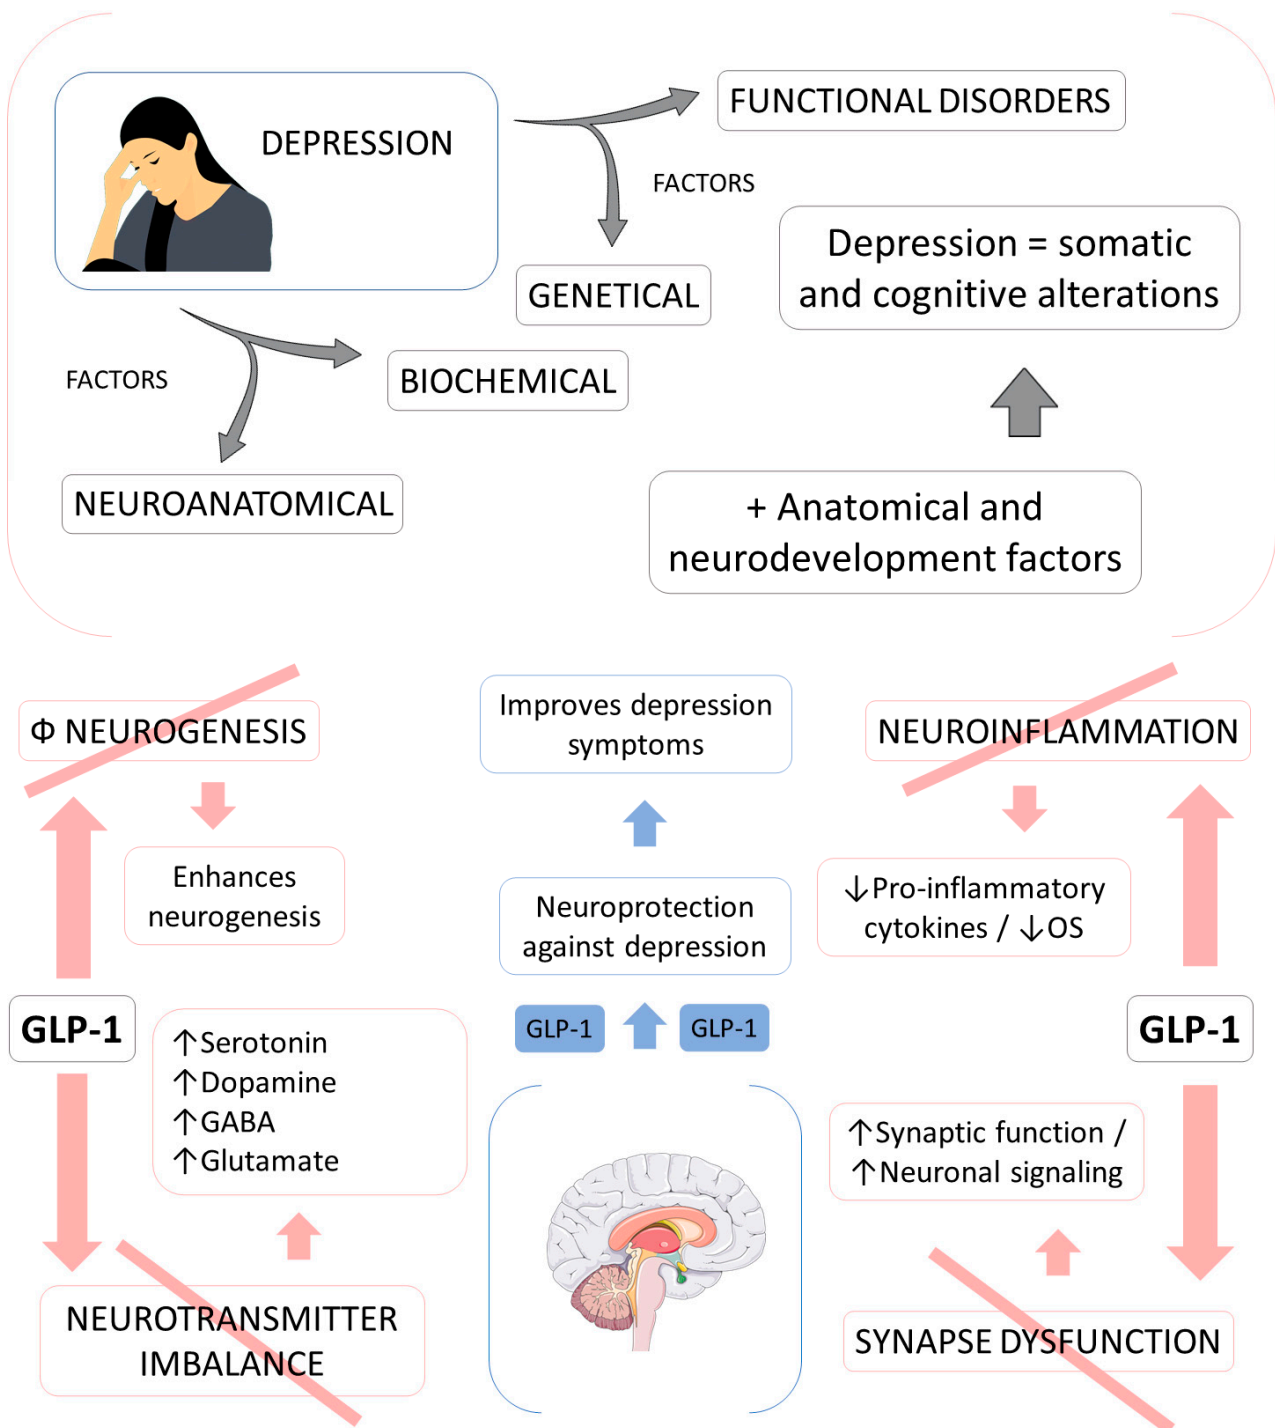 DEPRESSION
FUNCTIONAL DISORDERS
FACTORS
GENETICAL
Depression = somatic
and cognitive alterations
FACTORS
BIOCHEMICAL
NEUROANATOMICAL
+ Anatomical and
neurodevelopment factors
Φ NEUROGENESIS
Improves depression
symptoms
NEUROINFLAMMATION
Enhances
neurogenesis
Neuroprotection
against depression
↓Pro-inflammatory
cytokines / ↓OS
GLP-1
GLP-1
GLP-1
GLP-1
↑Serotonin
↑Dopamine
↑GABA
↑Glutamate
↑Synaptic function /
↑Neuronal signaling
NEUROTRANSMITTER
IMBALANCE
SYNAPSE DYSFUNCTION